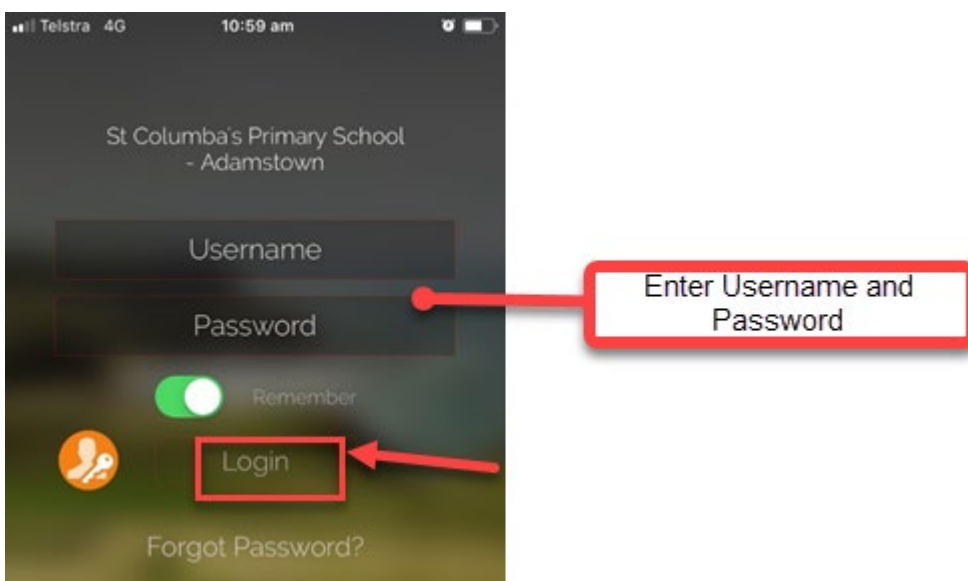 Telstra 4G 10:59 am
St Columba's Primary School
- Adamstown
Username
Password
Enter Username and
Password
Remember
Login
Forgot Password?